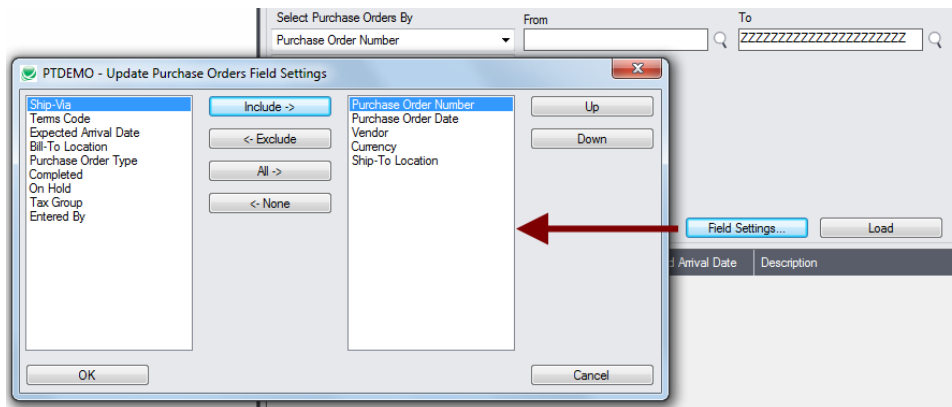 Select Purchase Orders By
From
To
Purchase Order Number
ZZZZZZZZZZZZZZZZZZZZZZ
PTDEMO - Update Purchase Orders Field Settings
Ship-Via
Terms Code
Expected Arrival Date
Bill-To Location
Purchase Order Type
Completed
On Hold
Tax Group
Entered By
Include ->
<- Exclude
All ->
<- None
Purchase Order Number
Purchase Order Date
Vendor
Currency
Ship-To Location
Up
Down
OK
Cancel
Field Settings...
Load
Arrival Date
Description